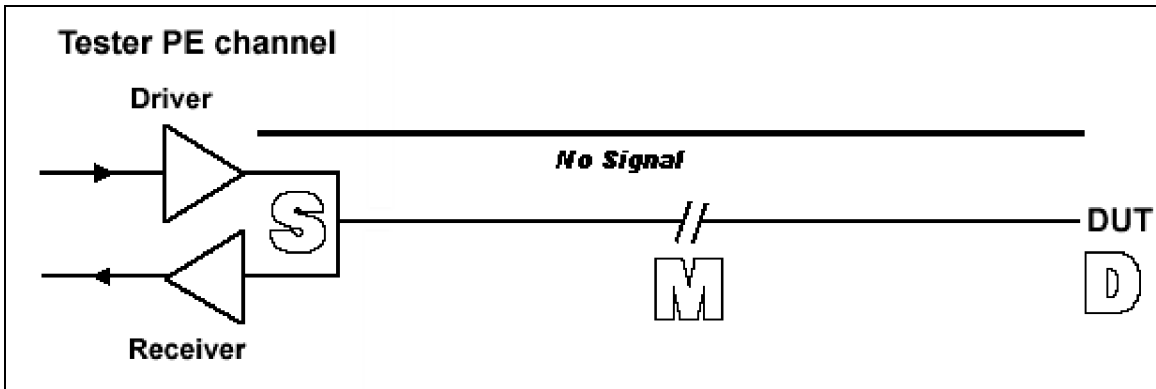 Tester PE channel
Driver
No Signal
S
DUT
M
D
Receiver